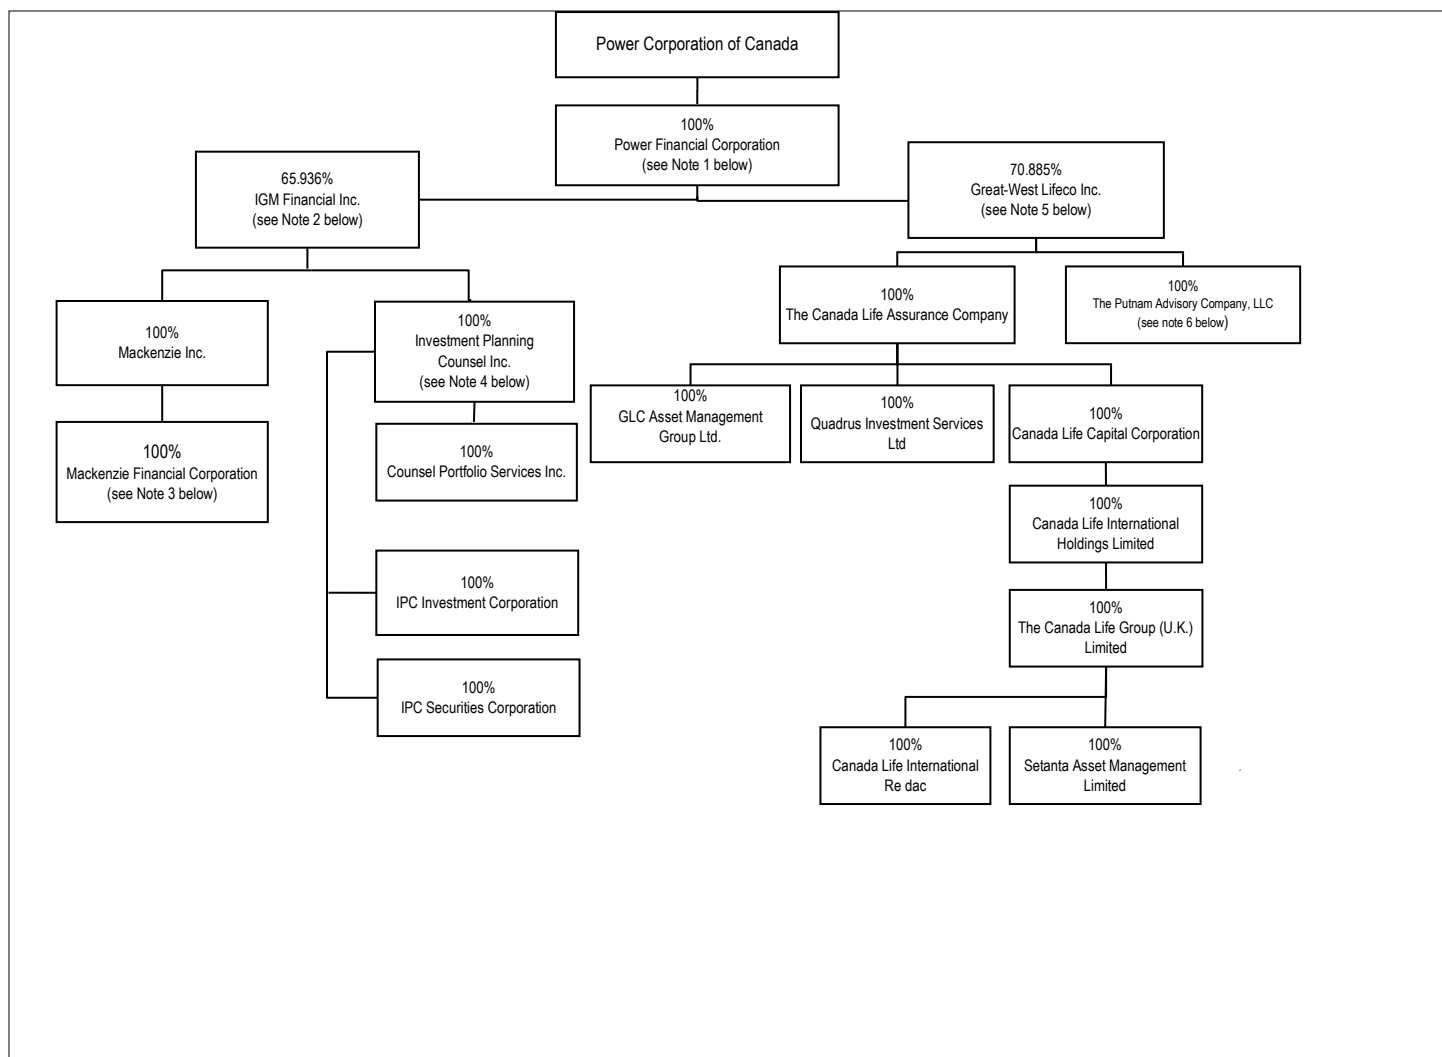 Power Corporation of Canada
100%
Power Financial Corporation
(see Note 1 below)
65.936%
IGM Financial Inc.
(see Note 2 below)
70.885%
Great-West Lifeco Inc.
(see Note 5 below)
100%
Mackenzie Inc.
100%
Investment Planning
Counsel Inc.
(see Note 4 below)
100%
The Canada Life Assurance Company
100%
The Putnam Advisory Company, LLC
(see note 6 below)
100%
Mackenzie Financial Corporation
(see Note 3 below)
100%
Counsel Portfolio Services Inc.
100%
GLC Asset Management
Group Ltd.
100%
Quadrus Investment Services
Ltd
100%
Canada Life Capital Corporation
100%
Canada Life International
Holdings Limited
100%
IPC Investment Corporation
100%
The Canada Life Group (U.K.)
Limited
100%
IPC Securities Corporation
100%
Canada Life International
Re dac
100%
Setanta Asset Management
Limited